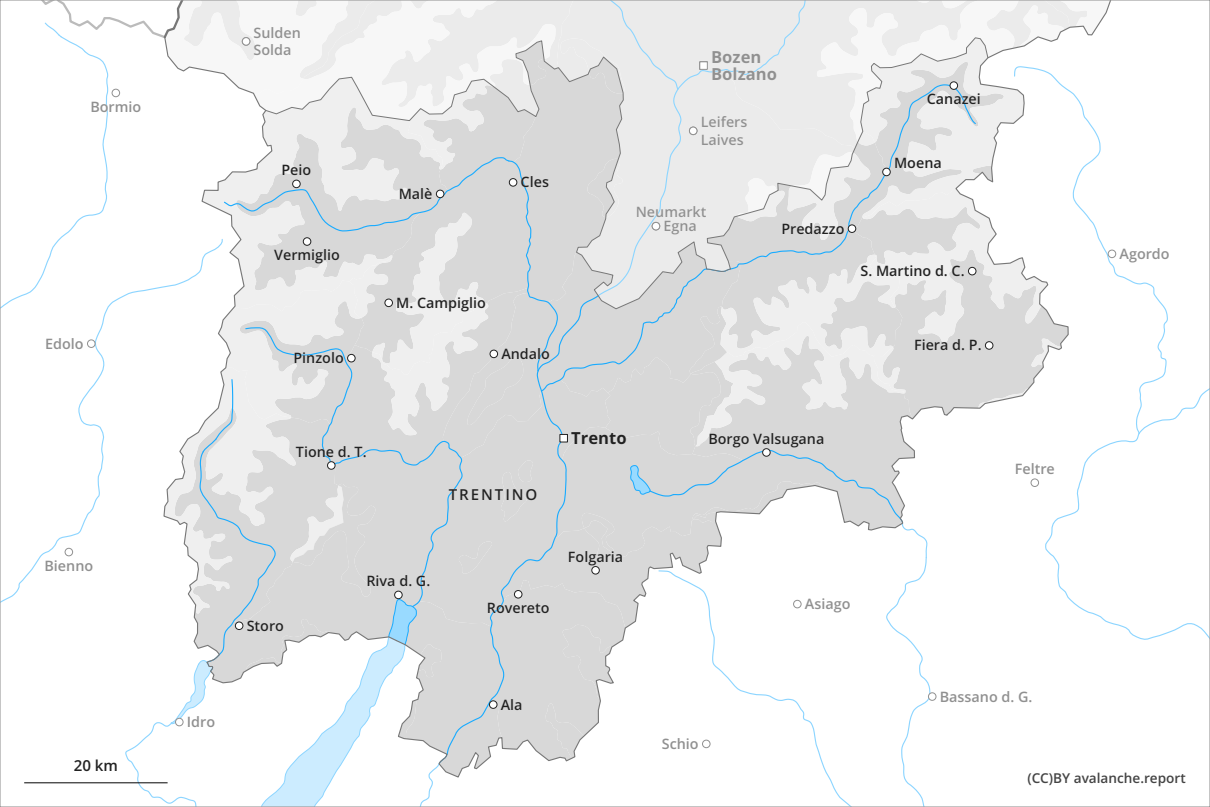 Sulden
Solda
Bozen
Bolzano
Bormio
Canazei
Leifers
Laives
Moena
Peio
Malè
Cles
Neumarkt
Egna
Predazzo
Vermiglio
Agordo
S. Martino d. C.
M. Campiglio
Edolo
Pinzolo
Andalo
Fiera d. P.
Trento
Borgo Valsugana
Tione d. T.
Feltre
TRENTINO
Bienno
Folgaria
Riva d. G.
Rovereto
Asiago
Storo
Bassano d. G.
Ala
Idro
Schio
20 km
(CC)BY avalanche.report